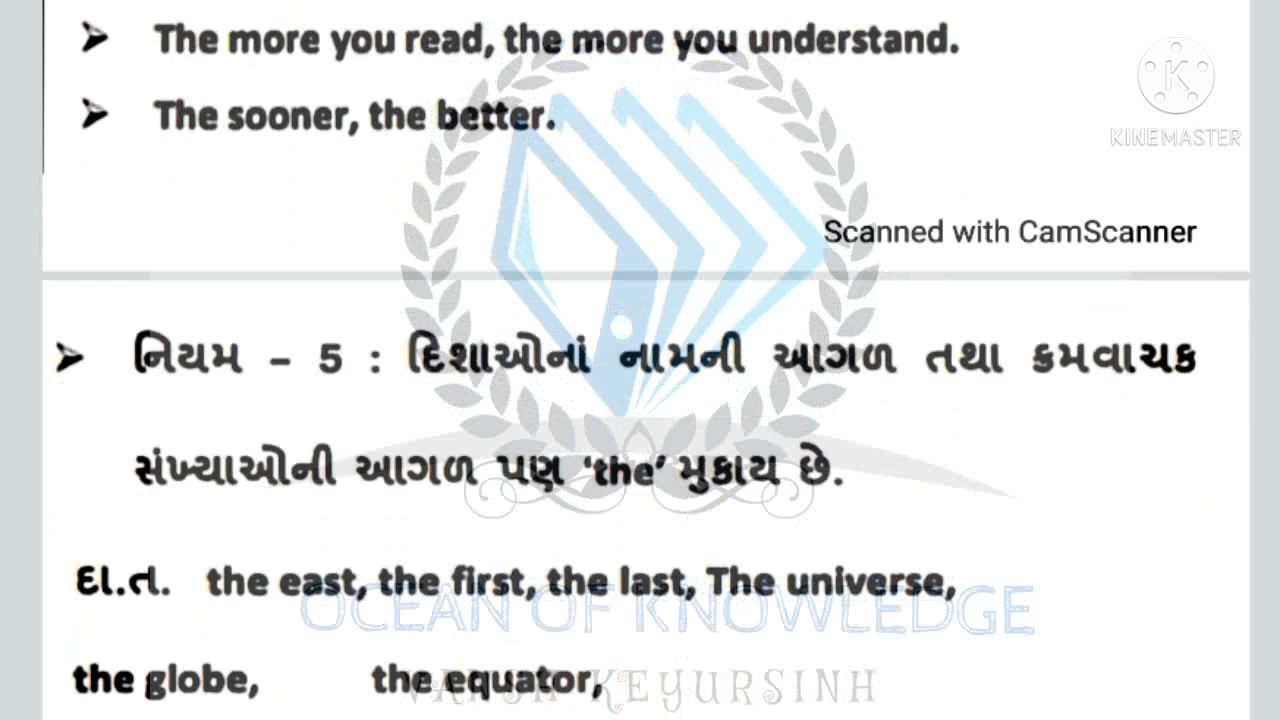 ➢ The more you read, the more you understand.
➢ The sooner, the better.
KINEMASTER
Scanned with CamScanner
➢ નિયમ – 5 : દિશાઓનાં નામની આગળ તથા ક્રમવાચક
સંખ્યાઓની આગળ પણ ‘the’ મુકાય છે.
દા.ત. the east, the first, the last, The universe,
OCEAN OF KNOWLEDGE
the globe, the equator,
VANSH KEYURSINH